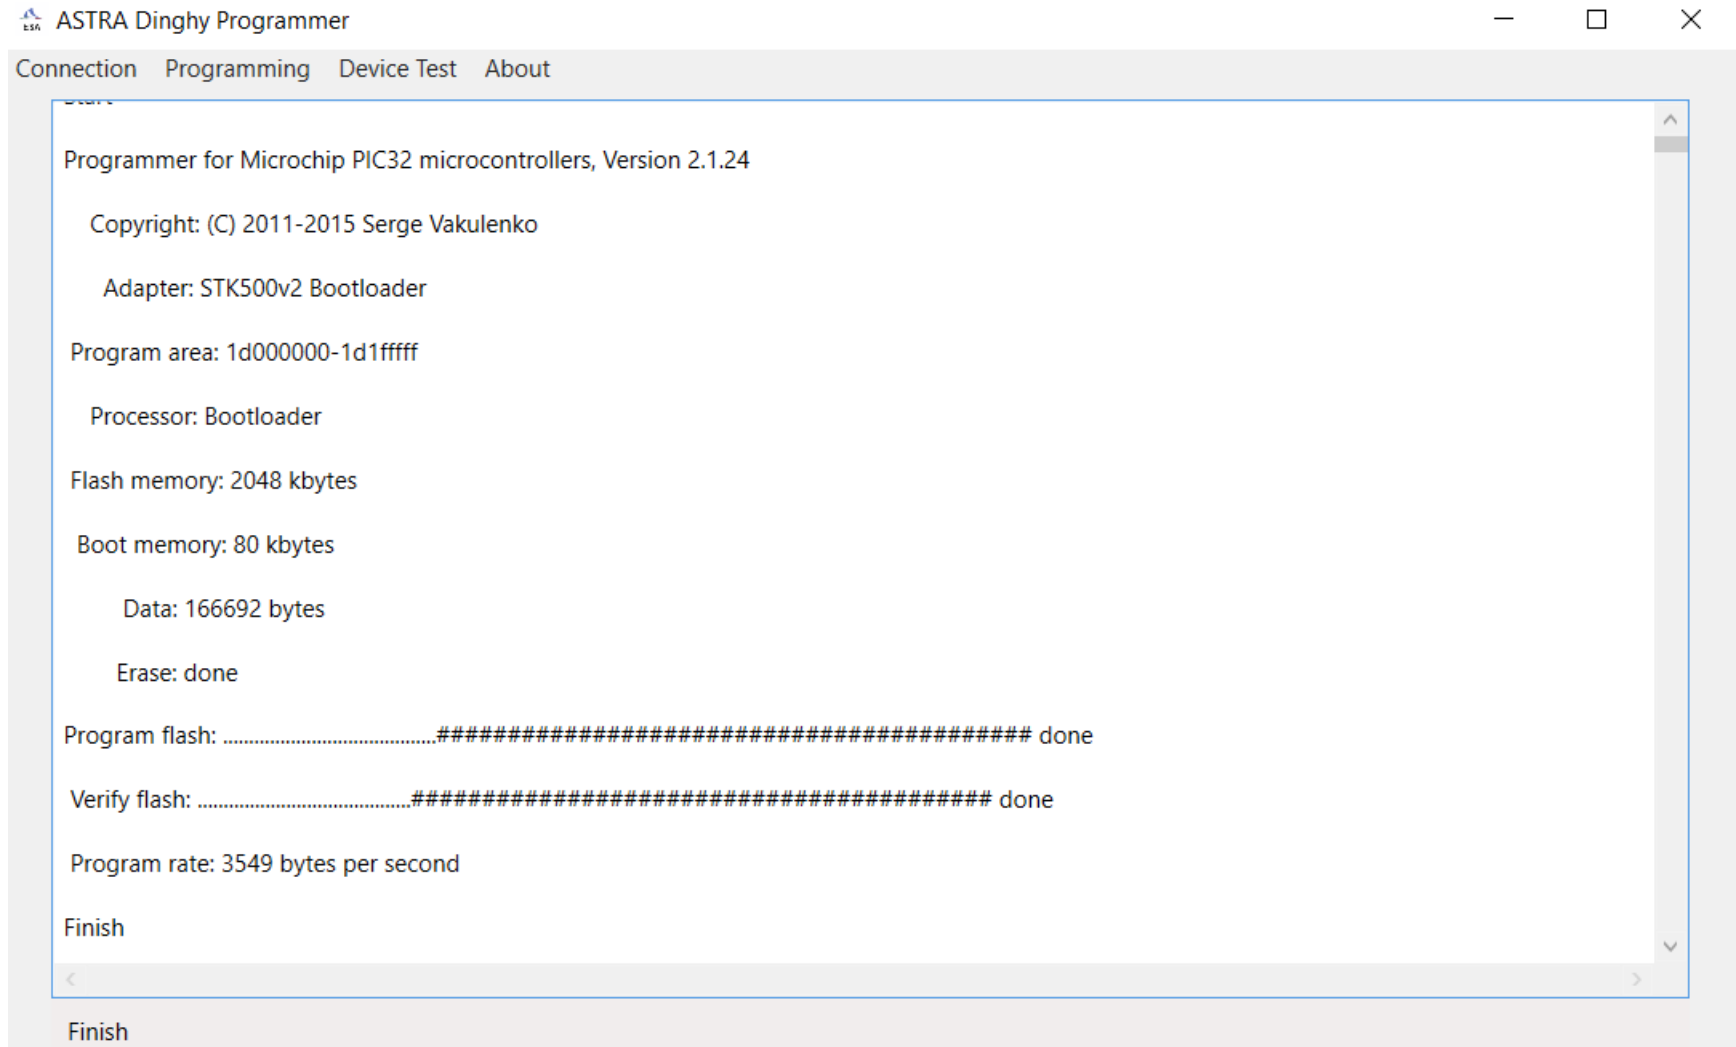 ESA ASTRA Dinghy Programmer
Connection Programming Device Test About
Start
Programmer for Microchip PIC32 microcontrollers, Version 2.1.24
Copyright: (C) 2011-2015 Serge Vakulenko
Adapter: STK500v2 Bootloader
Program area: 1d000000-1d1fffff
Processor: Bootloader
Flash memory: 2048 kbytes
Boot memory: 80 kbytes
Data: 166692 bytes
Erase: done
Program flash: .........................................########################################## done
Verify flash: .........................................######################################### done
Program rate: 3549 bytes per second
Finish
Finish